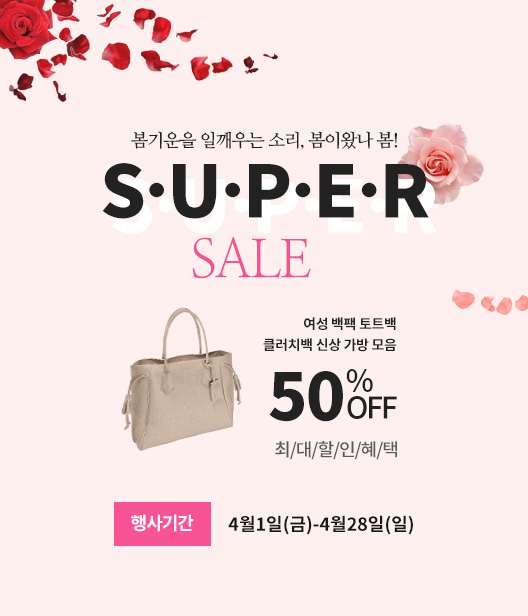 봄기운을 일깨우는 소리, 봄이왔나 봄!
S·U·P·E·R
SALE
여성 백팩 토트백
클러치백 신상 가방 모음
50% OFF
최/대/할/인/혜/택
행사기간 4월1일(금)-4월28일(일)